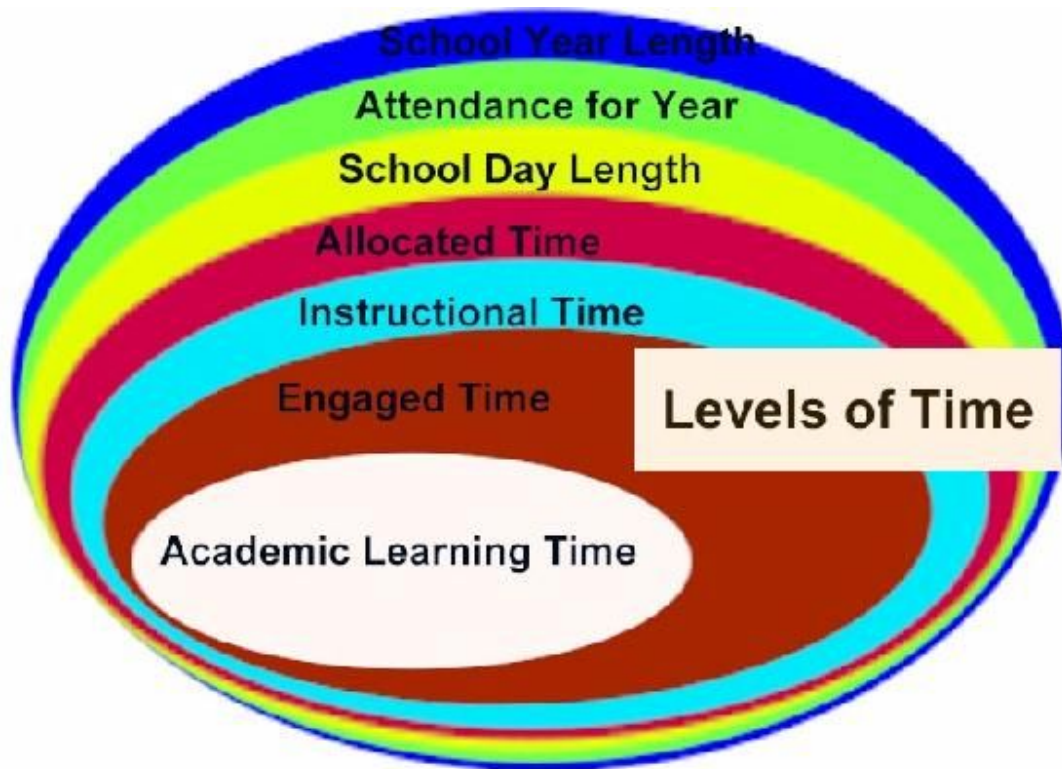 School Year Length
Attendance for Year
School Day Length
Allocated Time
Instructional Time
Engaged Time
Levels of Time
Academic Learning Time